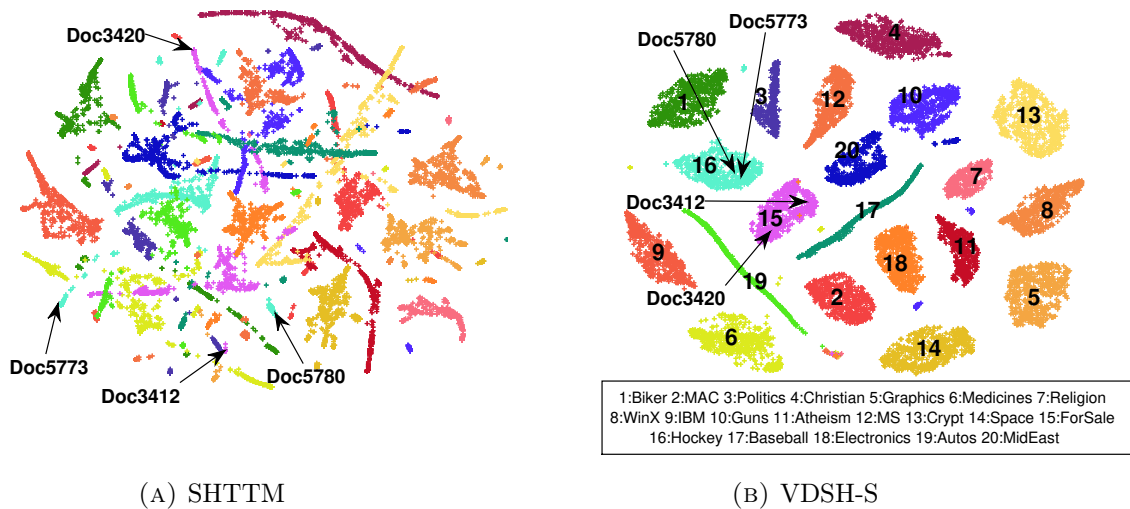 Doc3420
Doc5773
Doc3412
Doc5780
(A) SHTTM
Doc5773
Doc5780
4
1
3
12
10
13
16
20
7
Doc3412
15
17
8
9
11
18
Doc3420
19
2
5
6
14
1:Biker 2:MAC 3:Politics 4:Christian 5:Graphics 6:Medicines 7:Religion
8:WinX 9:IBM 10:Guns 11:Atheism 12:MS 13:Crypt 14:Space 15:ForSale
16:Hockey 17:Baseball 18:Electronics 19:Autos 20:MidEast
(B) VDSH-S